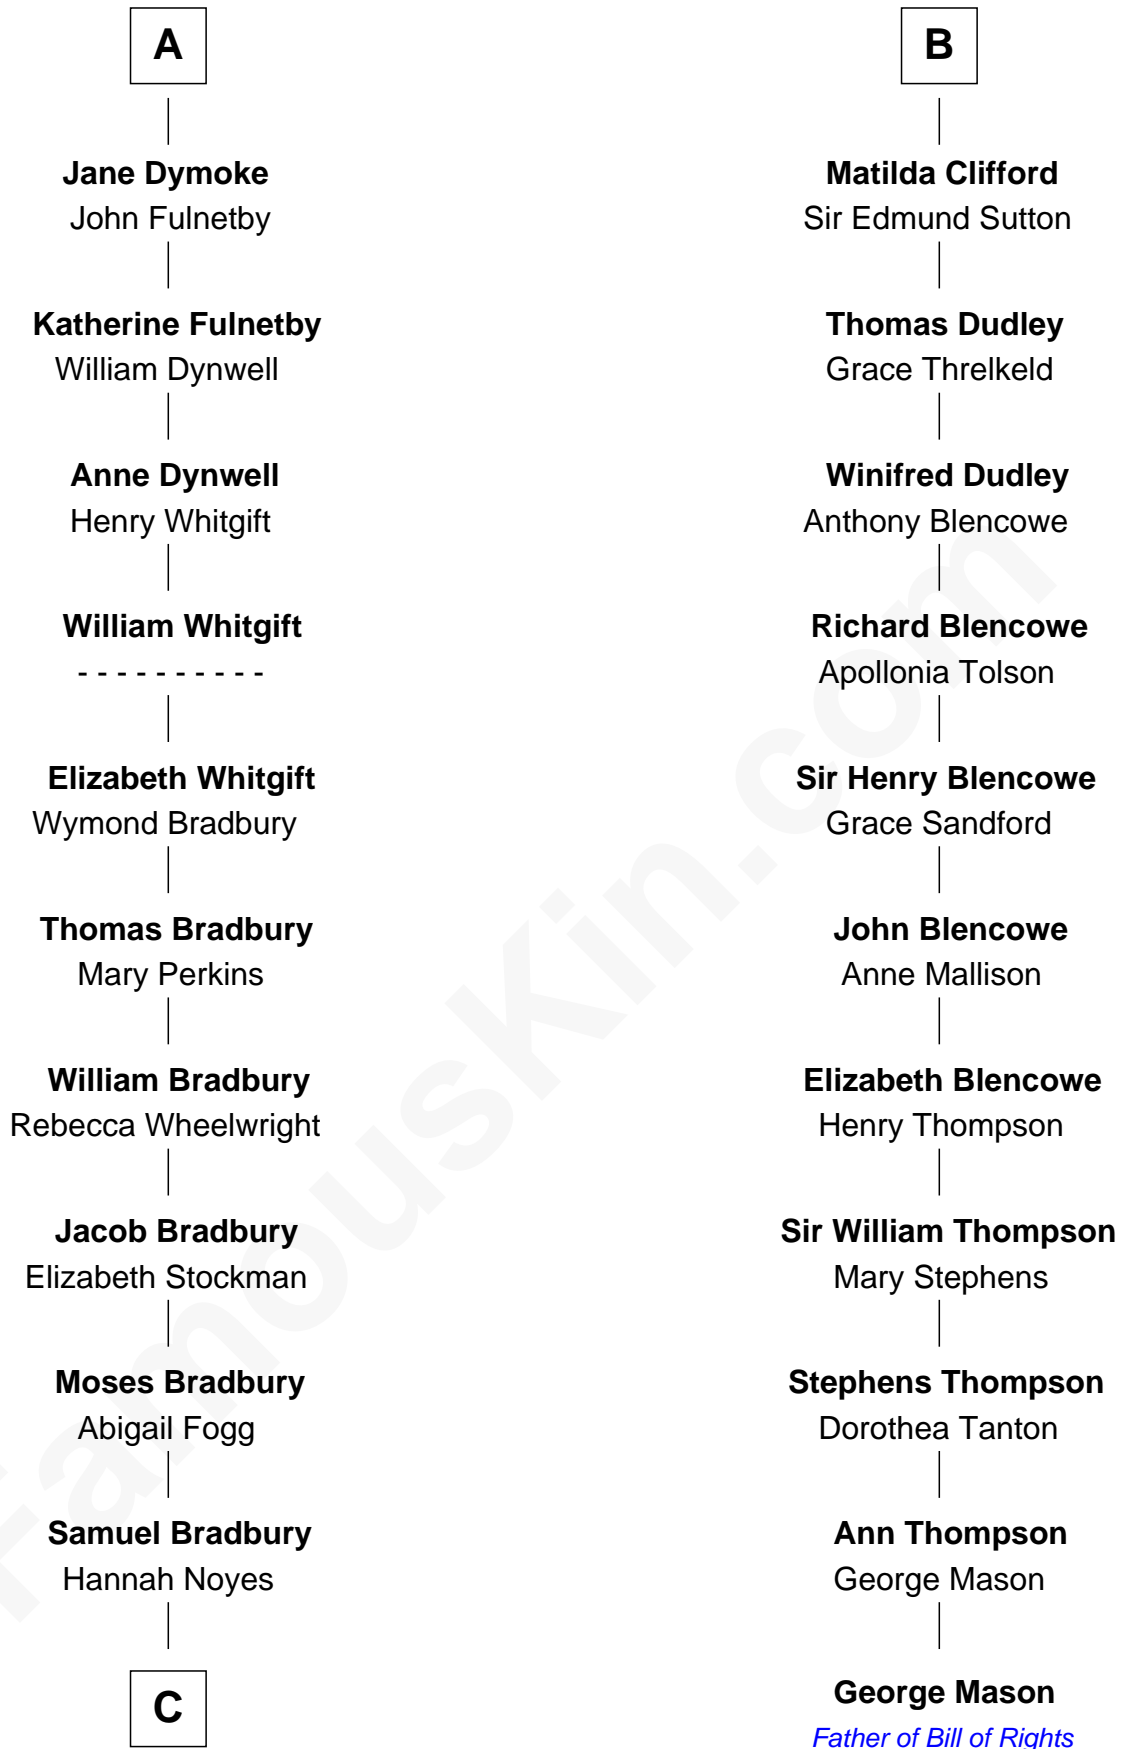 A
Jane Dymoke
John Fulnetby
Katherine Fulnetby
William Dynwell
Anne Dynwell
Henry Whitgift
William Whitgift
- - - - - - - - - -
Elizabeth Whitgift
Wymond Bradbury
Thomas Bradbury
Mary Perkins
William Bradbury
Rebecca Wheelwright
Jacob Bradbury
Elizabeth Stockman
Moses Bradbury
Abigail Fogg
Samuel Bradbury
Hannah Noyes
C
B
Matilda Clifford
Sir Edmund Sutton
Thomas Dudley
Grace Threlkeld
Winifred Dudley
Anthony Blencowe
Richard Blencowe
Apollonia Tolson
Sir Henry Blencowe
Grace Sandford
John Blencowe
Anne Mallison
Elizabeth Blencowe
Henry Thompson
Sir William Thompson
Mary Stephens
Stephens Thompson
Dorothea Tanton
Ann Thompson
George Mason
George Mason
Father of Bill of Rights
FamousKin.com